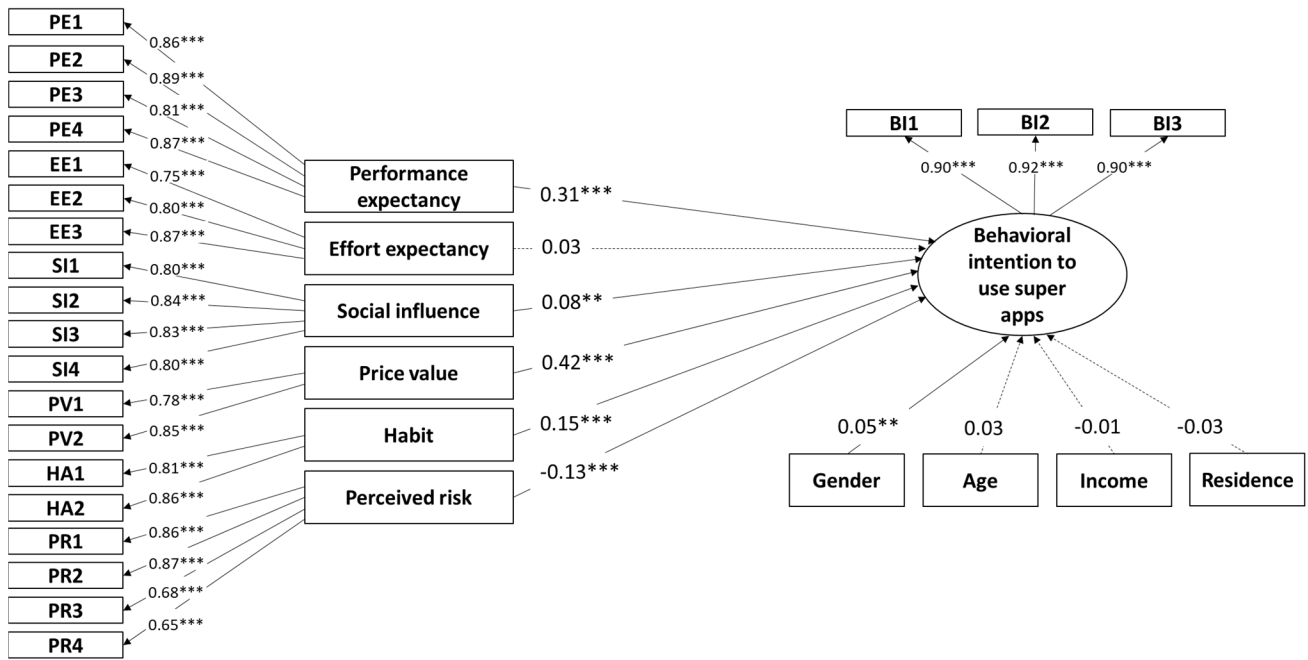 PE1
0.86***
PE2
0.89***
PE3
0.81***
PE4
0.87***
EE1
0.75***
EE2
0.80***
EE3
0.87***
SI1
0.80***
SI2
0.84***
SI3
0.83***
SI4
0.80***
PV1
0.78***
PV2
0.85***
HA1
0.81***
HA2
0.86***
PR1
0.86***
PR2
0.87***
PR3
0.68***
PR4
0.65***
Performance
expectancy
0.31***
Effort expectancy
0.03
Social influence
0.08**
Price value
0.42***
Habit
0.15***
Perceived risk
-0.13***
BI1
BI2
BI3
0.90***
0.92***
0.90***
Behavioral
intention to
use super
apps
0.05**
0.03
-0.01
-0.03
Gender
Age
Income
Residence